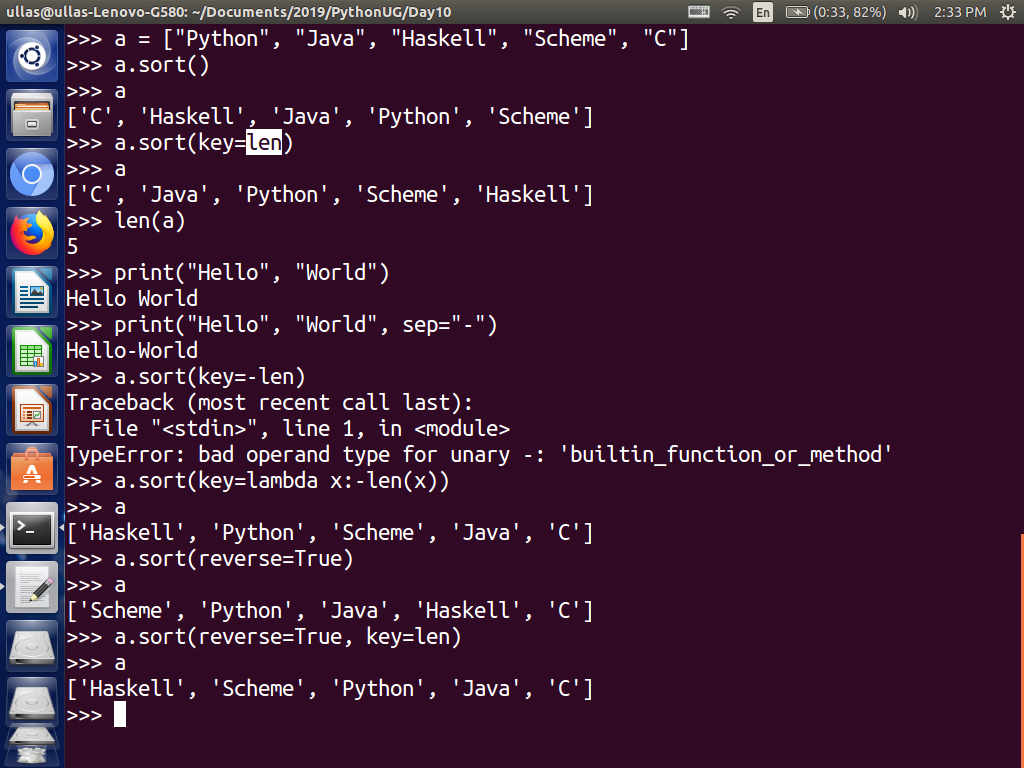 ullas@ullas-Lenovo-G580: ~/Documents/2019/PythonUG/Day10 En (0:33, 82%) 2:33 PM
>>> a = ["Python", "Java", "Haskell", "Scheme", "C"]
>>> a.sort()
>>> a
['C', 'Haskell', 'Java', 'Python', 'Scheme']
>>> a.sort(key=len)
>>> a
['C', 'Java', 'Python', 'Scheme', 'Haskell']
>>> len(a)
5
>>> print("Hello", "World")
Hello World
>>> print("Hello", "World", sep="-")
Hello-World
>>> a.sort(key=-len)
Traceback (most recent call last):
  File "<stdin>", line 1, in <module>
TypeError: bad operand type for unary -: 'builtin_function_or_method'
>>> a.sort(key=lambda x:-len(x))
>>> a
['Haskell', 'Python', 'Scheme', 'Java', 'C']
>>> a.sort(reverse=True)
>>> a
['Scheme', 'Python', 'Java', 'Haskell', 'C']
>>> a.sort(reverse=True, key=len)
>>> a
['Haskell', 'Scheme', 'Python', 'Java', 'C']
>>>